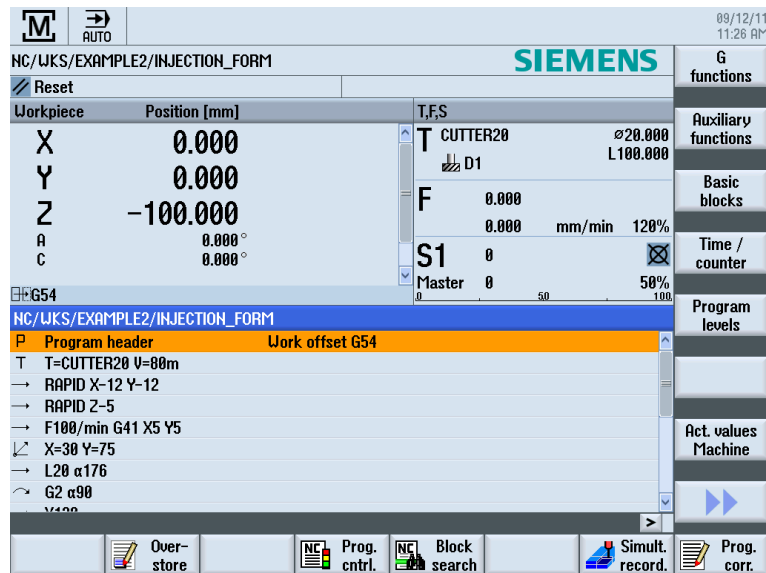 M
AUTO
09/12/11
11:26 AM
NC/WKS/EXAMPLE2/INJECTION_FORM
SIEMENS
Reset
Workpiece Position [mm]
X 0.000
Y 0.000
Z -100.000
A 0.000°
C 0.000°
G54
T,F,S
T CUTTER20 ø20.000
D1 L100.000
F 0.000
0.000 mm/min 120%
S1 0
Master 0 50%
0 50 100
NC/WKS/EXAMPLE2/INJECTION_FORM
P Program header Work offset G54
T T=CUTTER20 V=80m
RAPID X-12 Y-12
RAPID Z-5
F100/min G41 X5 Y5
X=30 Y=75
L20 α176
G2 α90
G
functions
Auxiliary
functions
Basic
blocks
Time /
counter
Program
levels
Act. values
Machine
>
Over-
store
NC Prog.
cntrl.
NC Block
search
Simult.
record.
Prog.
corr.